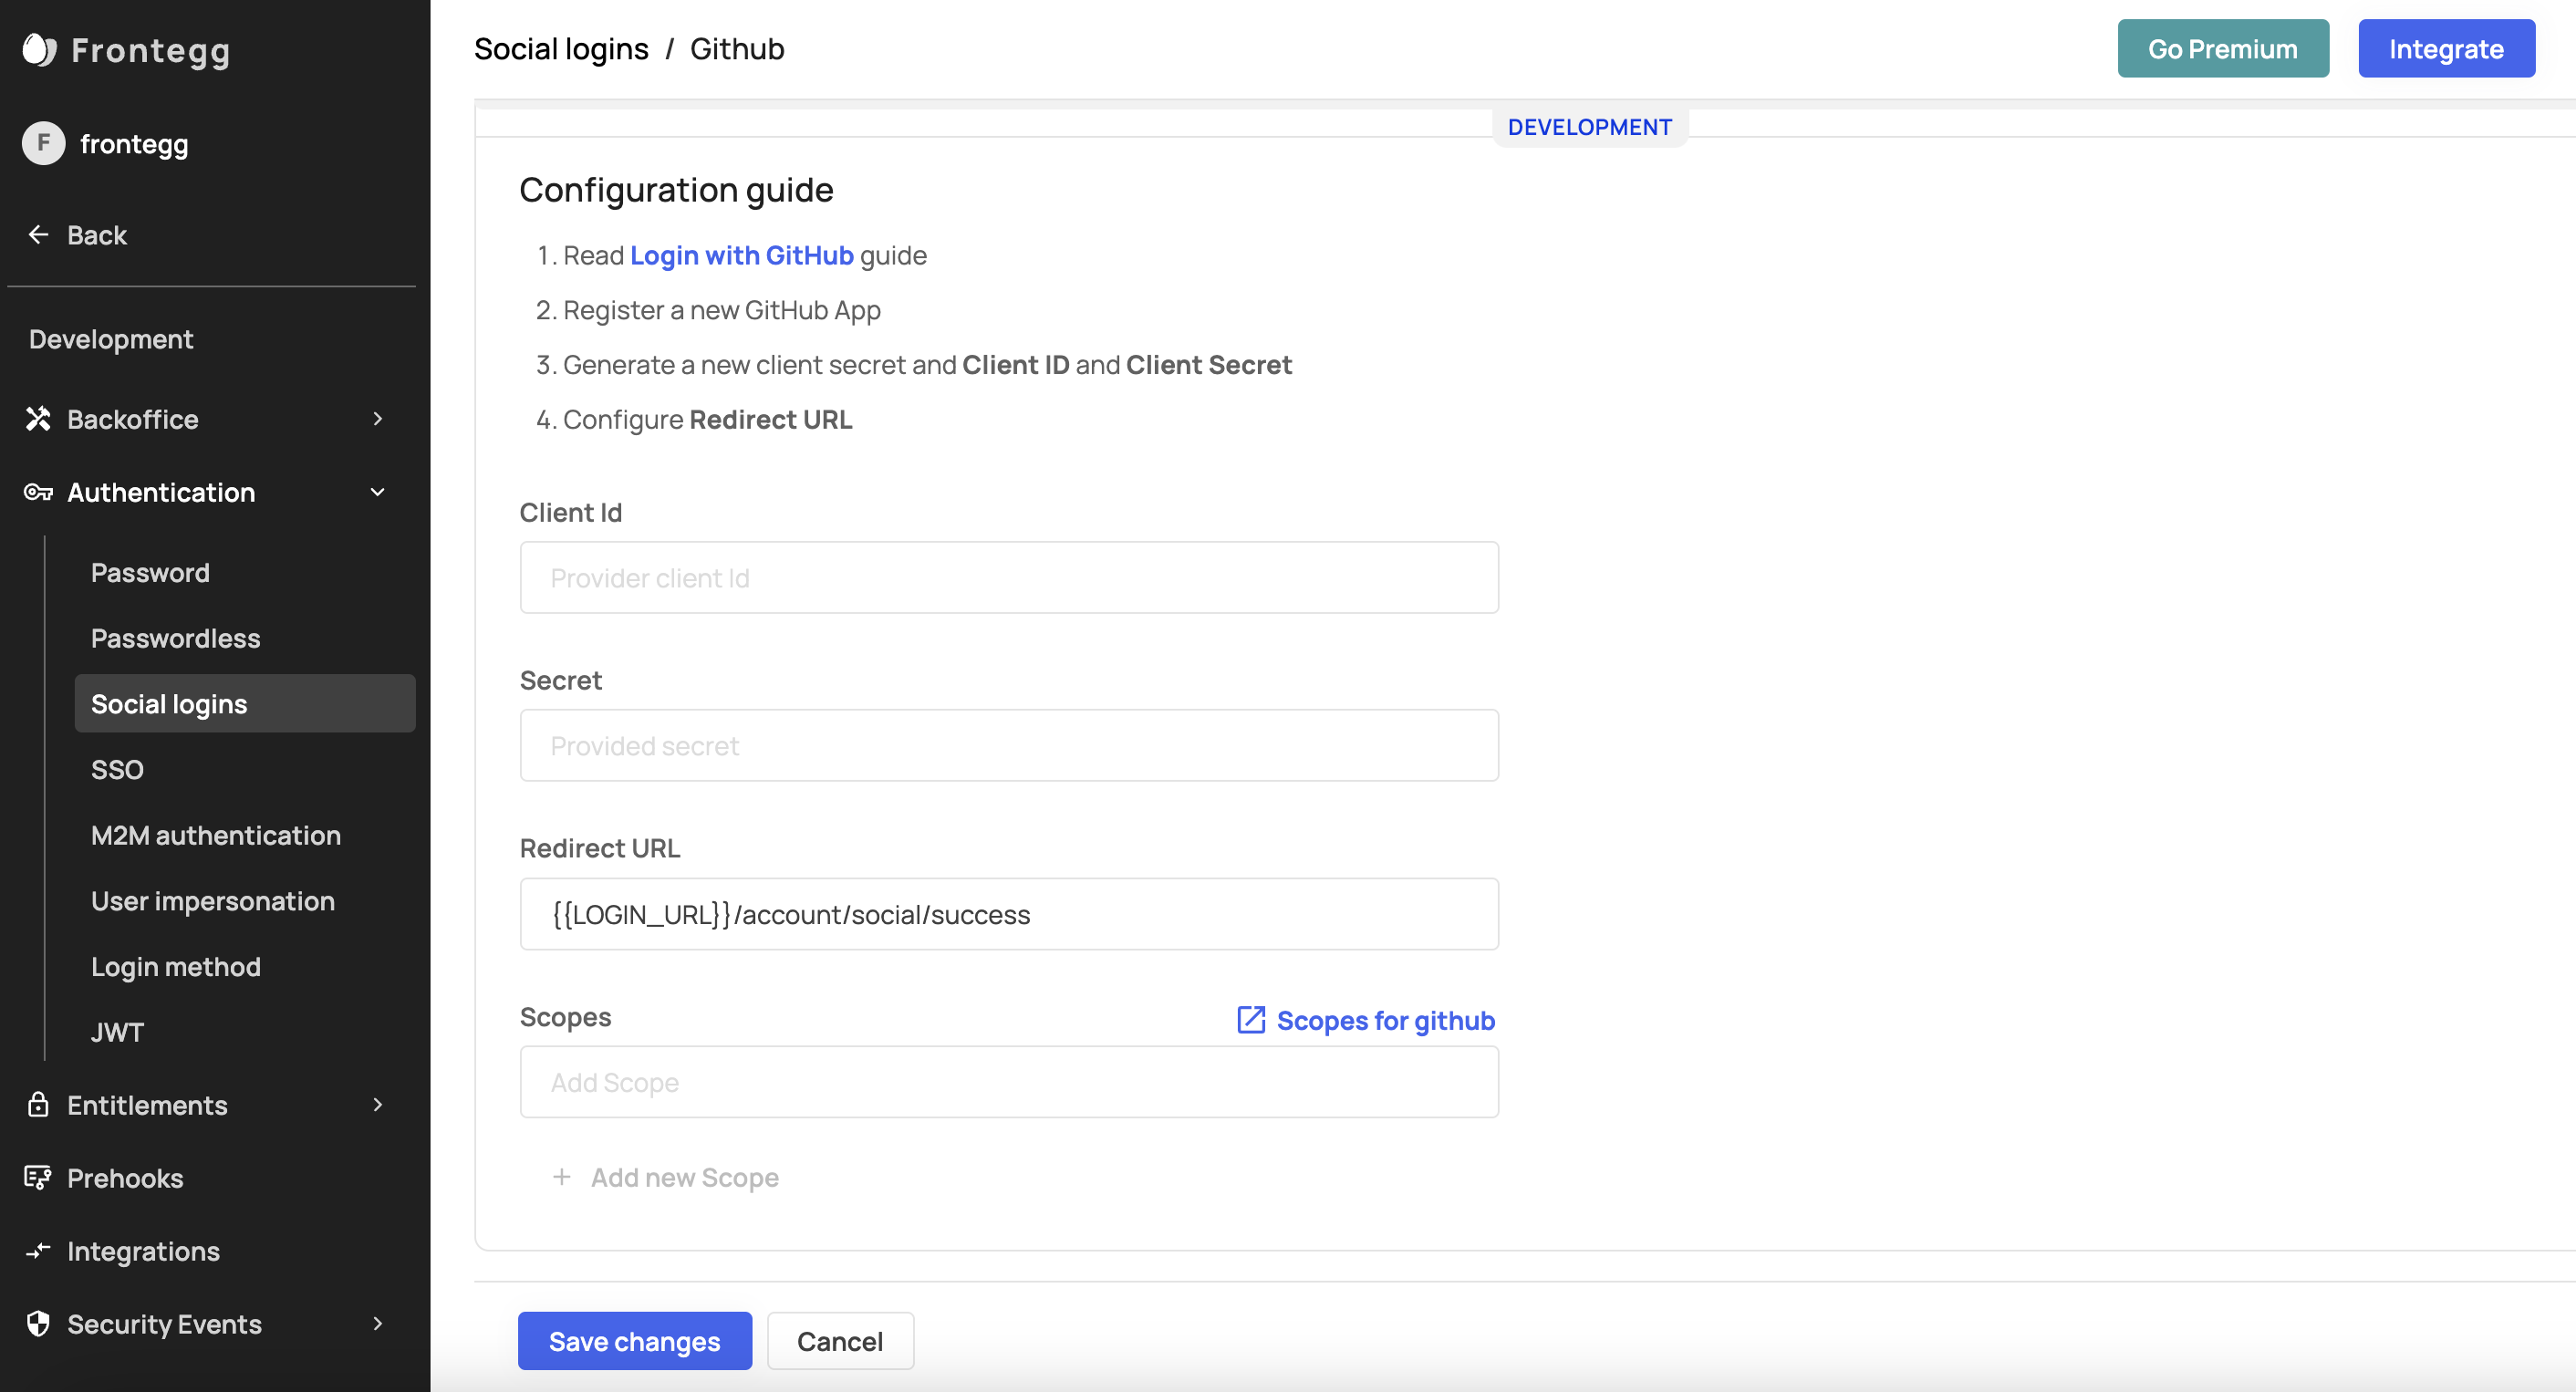 Frontegg
F frontegg
Back
Development
Backoffice
Authentication
Password
Passwordless
Social logins
SSO
M2M authentication
User impersonation
Login method
JWT
Entitlements
Prehooks
Integrations
Security Events
Social logins / Github
Go Premium
Integrate
DEVELOPMENT
Configuration guide
1. Read Login with GitHub guide
2. Register a new GitHub App
3. Generate a new client secret and Client ID and Client Secret
4. Configure Redirect URL
Client Id
Provider client Id
Secret
Provided secret
Redirect URL
{{LOGIN_URL}}/account/social/success
Scopes
Scopes for github
Add Scope
+ Add new Scope
Save changes
Cancel